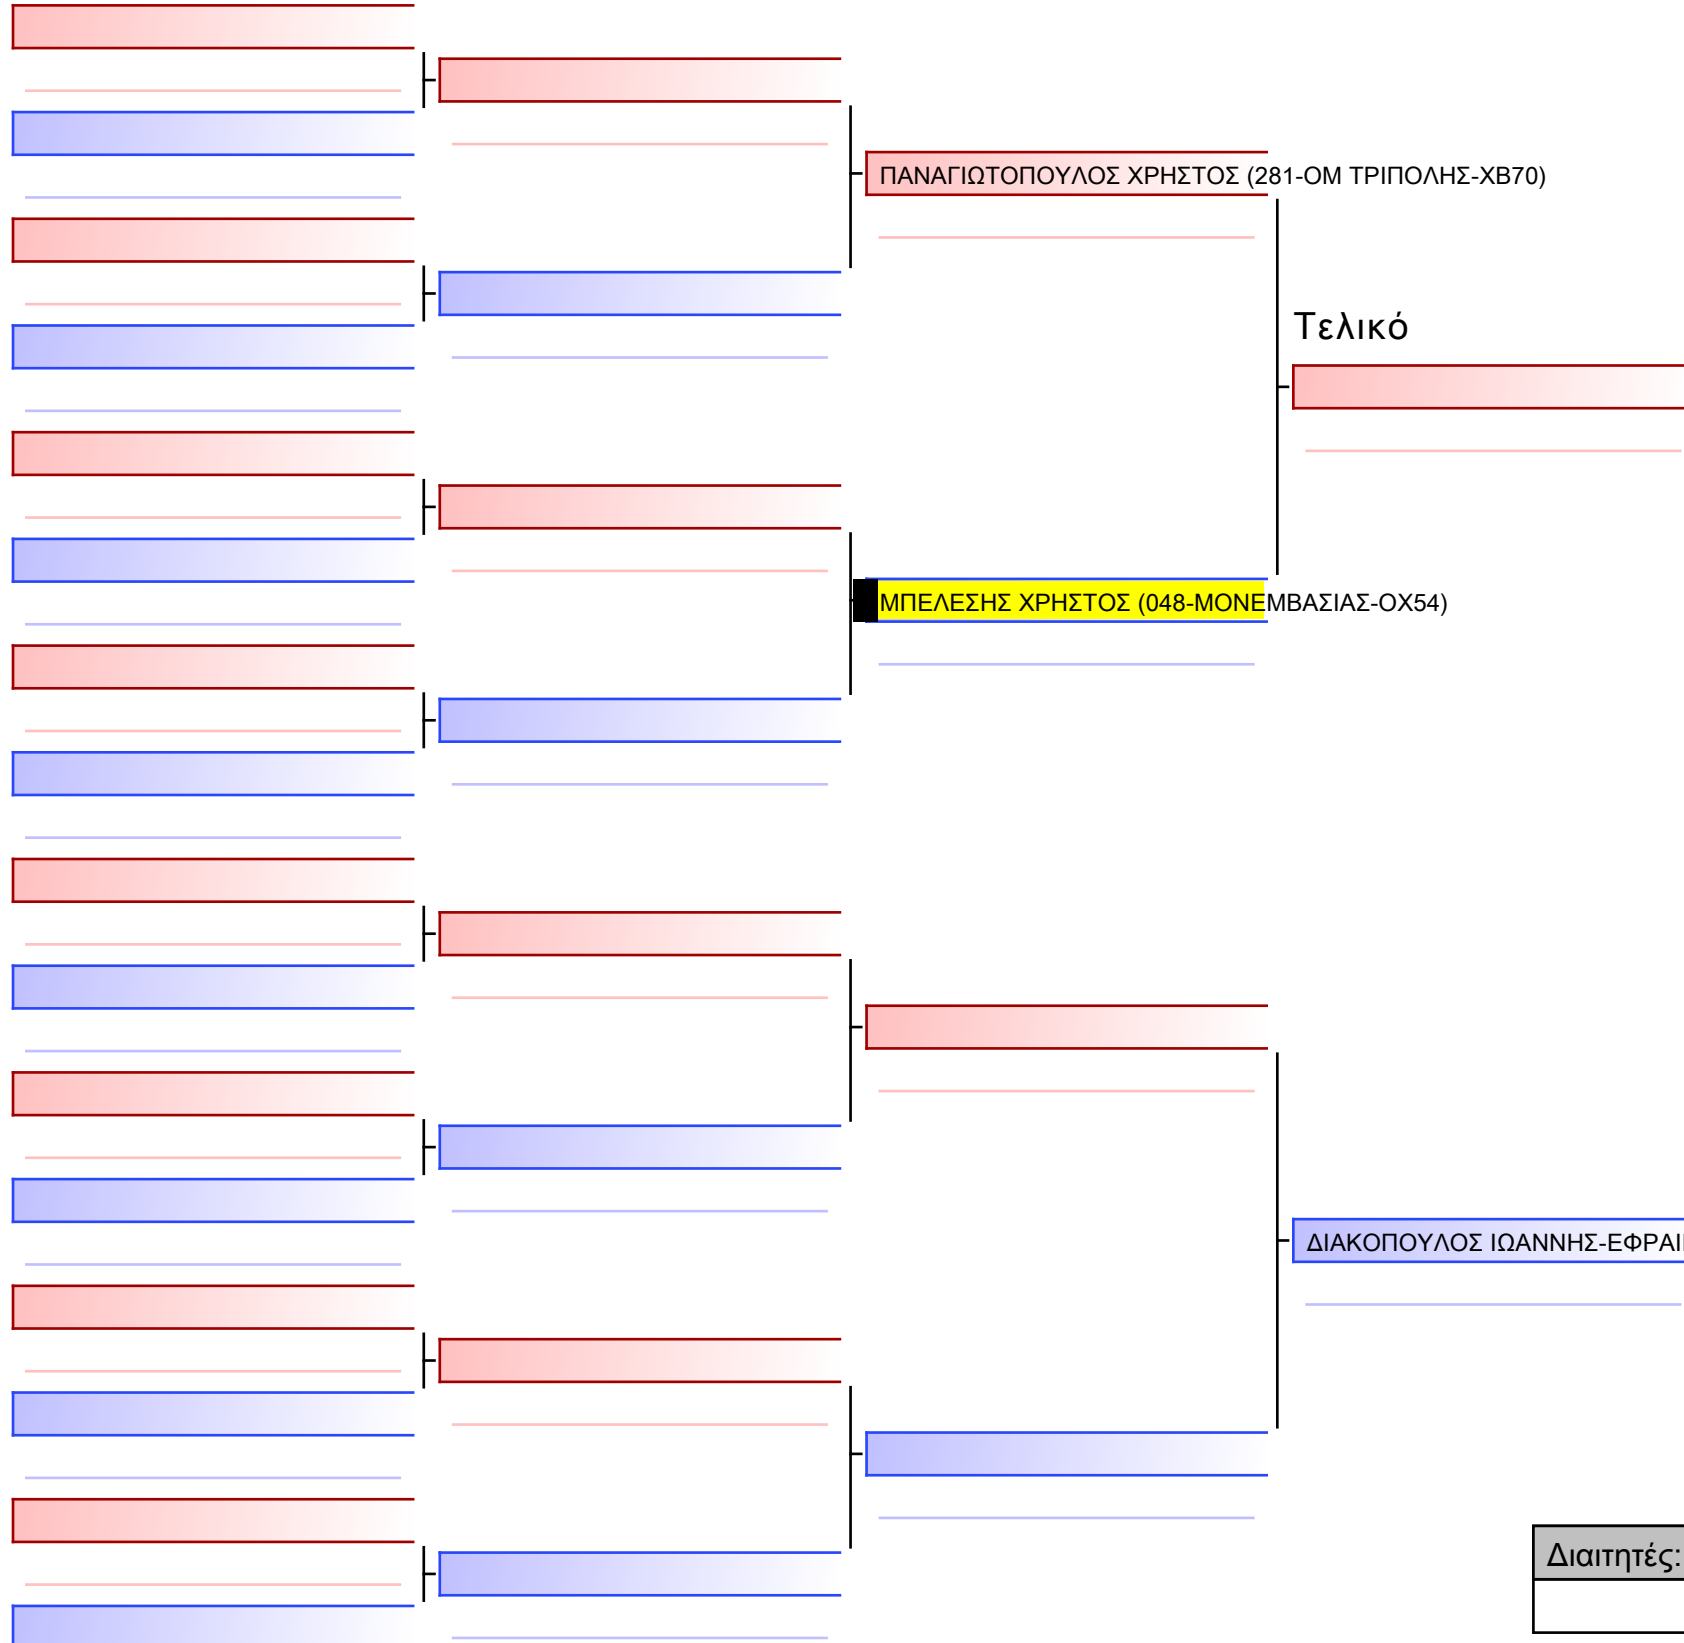 ΠΑΝΑΓΙΩΤΟΠΟΥΛΟΣ ΧΡΗΣΤΟΣ (281-ΟΜ ΤΡΙΠΟΛΗΣ-ΧΒ70)
Τελικό
ΜΠΕΛΕΣΗΣ ΧΡΗΣΤΟΣ (048-ΜΟΝΕΜΒΑΣΙΑΣ-ΟΧ54)
ΔΙΑΚΟΠΟΥΛΟΣ ΙΩΑΝΝΗΣ-ΕΦΡΑΙ
Διαιτητές: